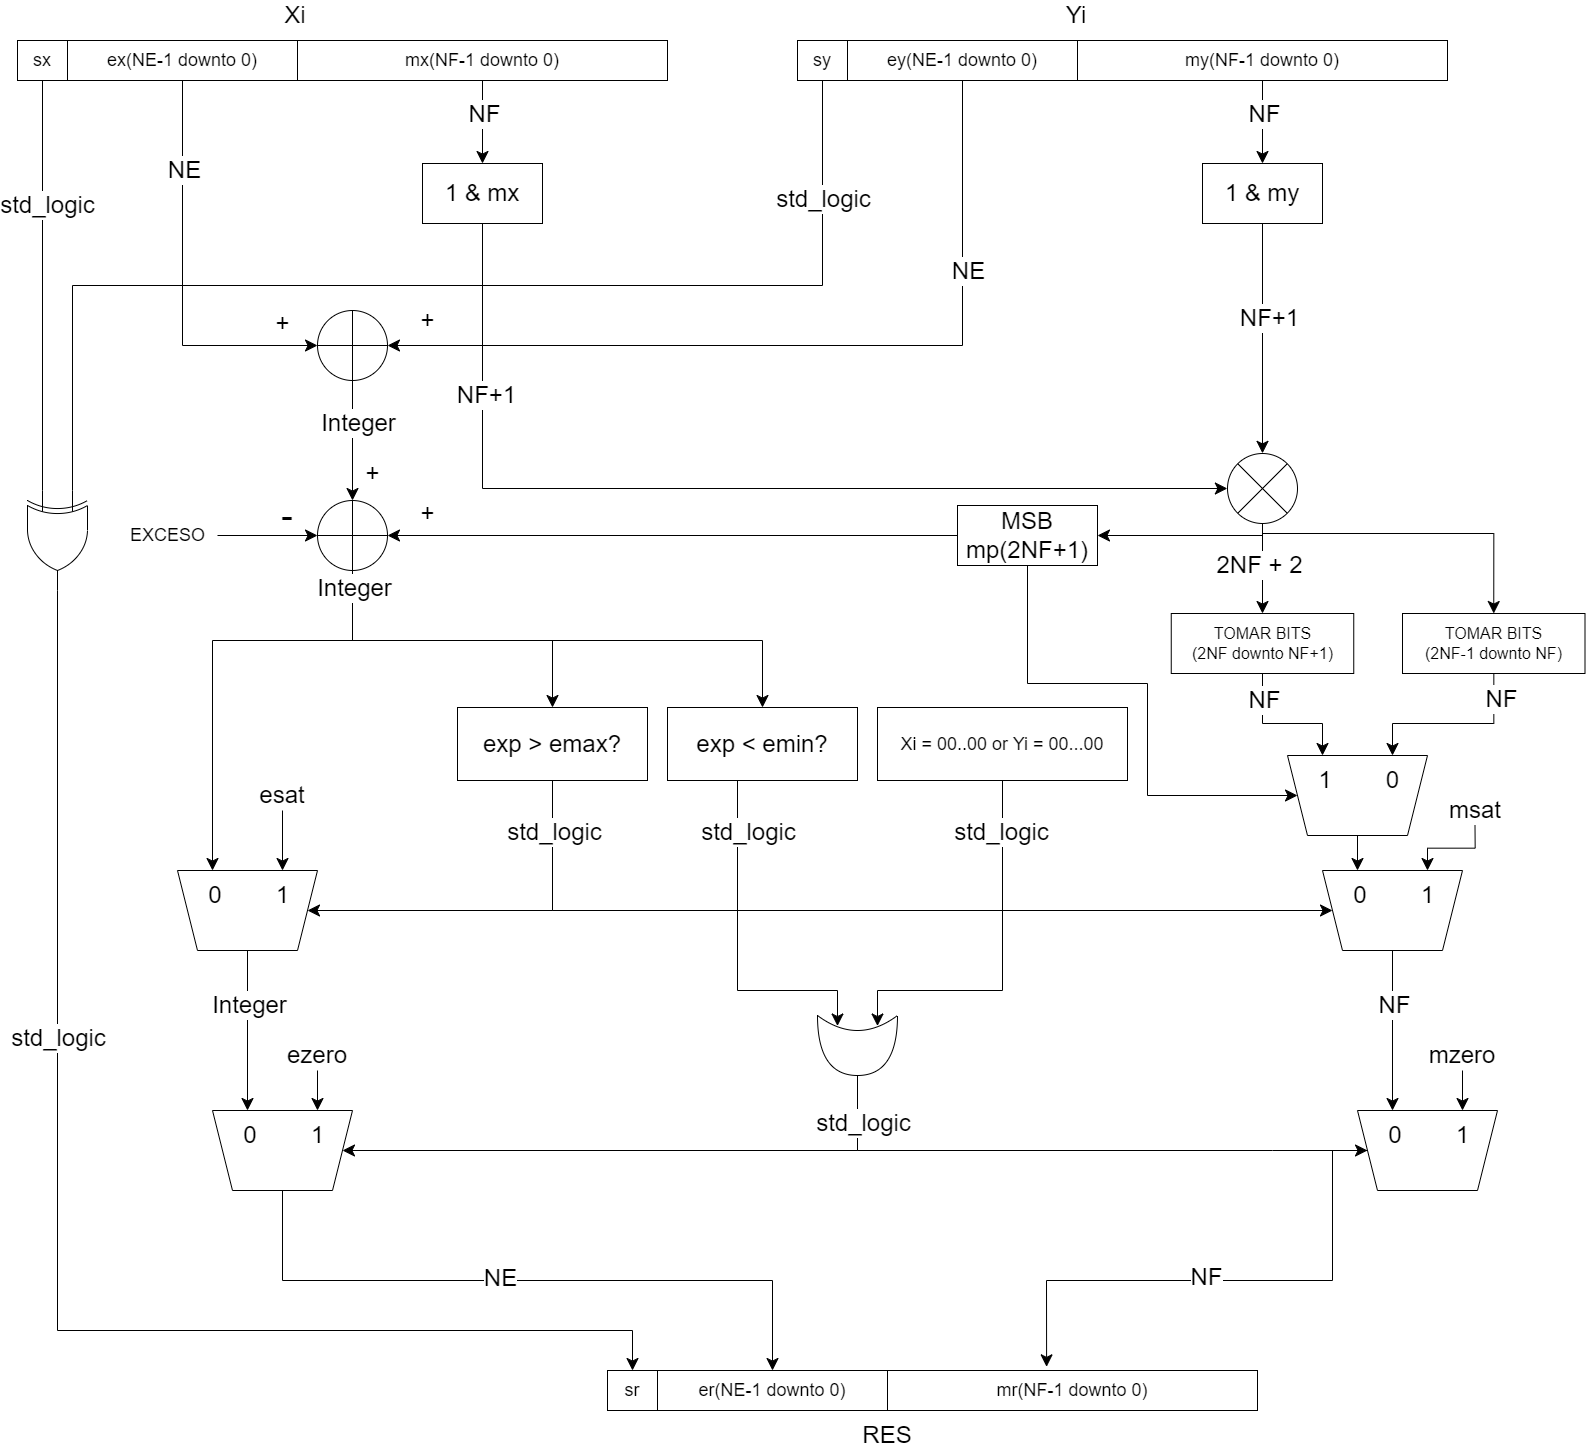 Xi
Yi
sx
ex(NE-1 downto 0)
mx(NF-1 downto 0)
sy
ey(NE-1 downto 0)
my(NF-1 downto 0)
NF
NF
NE
1 & mx
1 & my
std_logic
std_logic
NE
NF+1
+
+
NF+1
Integer
+
-
+
EXCESO
MSB
mp(2NF+1)
2NF + 2
Integer
TOMAR BITS
(2NF downto NF+1)
TOMAR BITS
(2NF-1 downto NF)
NF
NF
exp > emax?
exp < emin?
Xi = 00..00 or Yi = 00...00
1
0
esat
msat
std_logic
std_logic
std_logic
0
1
0
1
Integer
NF
std_logic
ezero
mzero
std_logic
0
1
0
1
NE
NF
sr
er(NE-1 downto 0)
mr(NF-1 downto 0)
RES